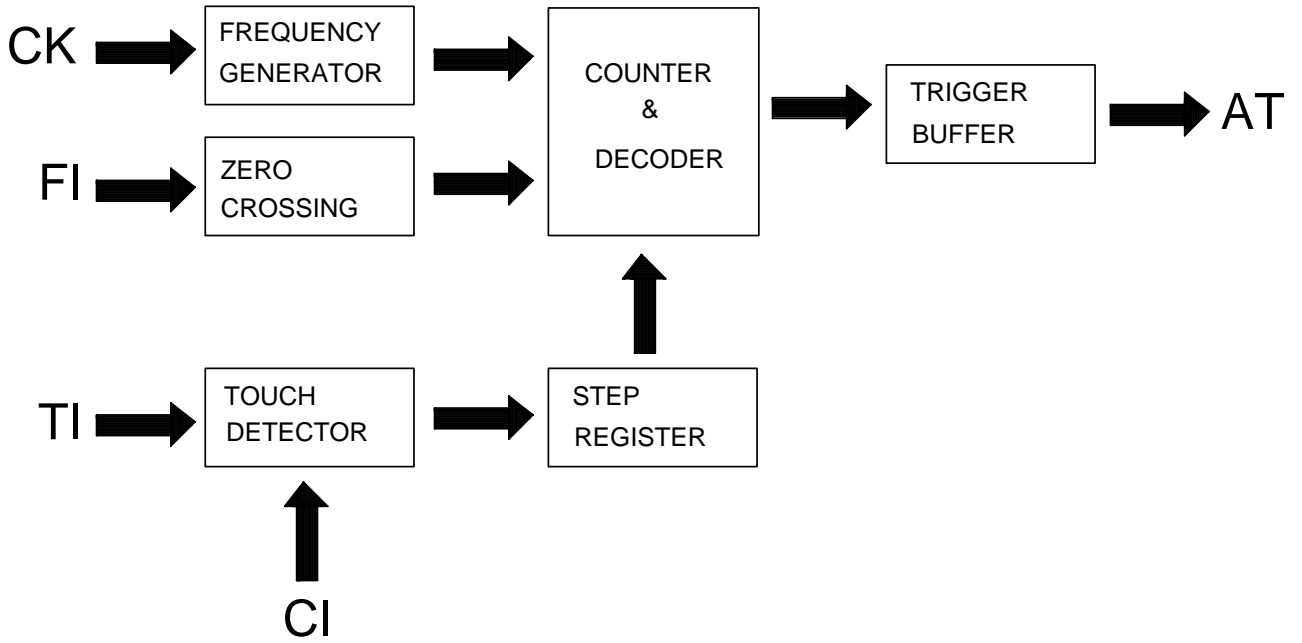 CK
FREQUENCY
GENERATOR
COUNTER
&
DECODER
TRIGGER
BUFFER
AT
FI
ZERO
CROSSING
TI
TOUCH
DETECTOR
STEP
REGISTER
CI